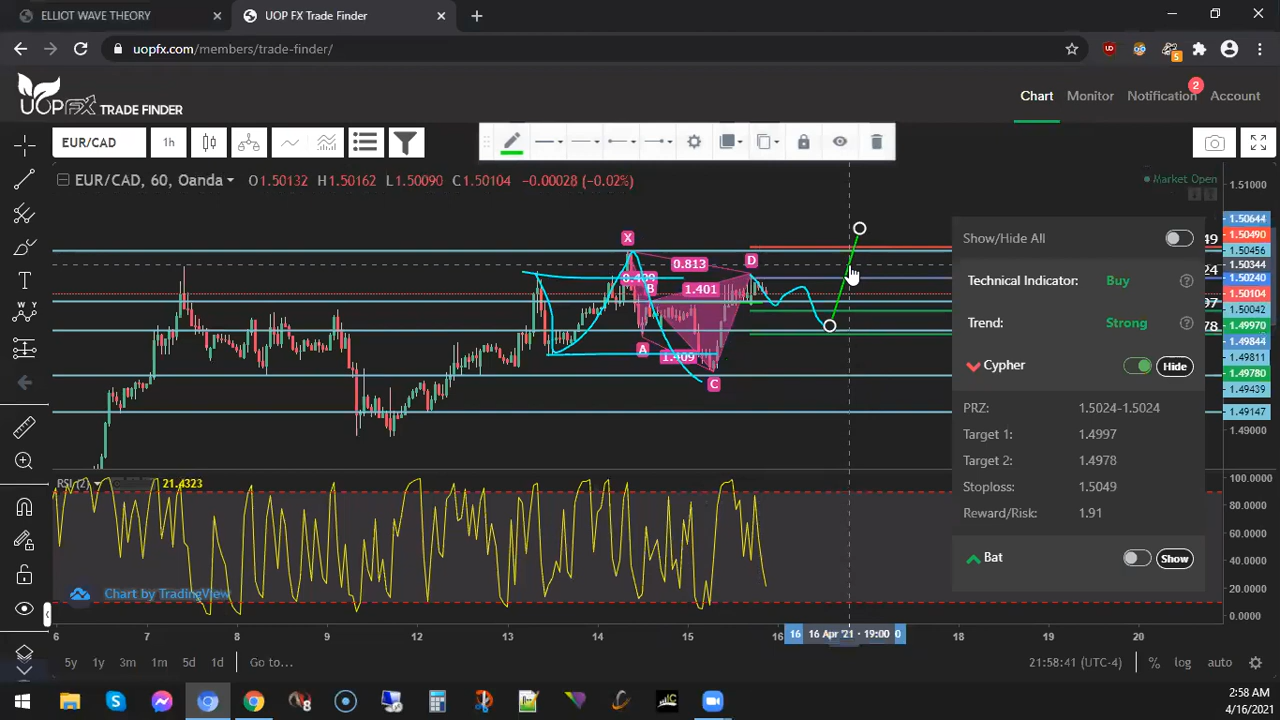 ELLIOT WAVE THEORY
UOP FX Trade Finder
uopfx.com/members/trade-finder/
5
UOPFX TRADE FINDER
Chart
Monitor
Notification
2
Account
EUR/CAD
1h
EUR/CAD, 60, Oanda
O1.50132 H1.50162 L1.50090 C1.50104 −0.00028 (−0.02%)
Market Open
1.51000
1.50644
1.50490
1.50456
1.50344
1.50240
1.50104
1.50042
1.49970
1.49844
1.49811
1.49780
1.49439
1.49147
1.49000
X
0.813
D
B
1.401
A
1.409
C
Show/Hide All
Technical Indicator: Buy
Trend: Strong
Cypher
Hide
PRZ: 1.5024-1.5024
Target 1: 1.4997
Target 2: 1.4978
Stoploss: 1.5049
Reward/Risk: 1.91
Bat
Show
RSI (2)
21.4323
100.0000
80.0000
60.0000
40.0000
20.0000
0.0000
Chart by TradingView
6 7 8 9 12 13 14 15 16 16 16 Apr '21 - 19:00 0 18 19 20
5y 1y 3m 1m 5d 1d Go to...
21:58:41 (UTC-4) % log auto
2:58 AM
4/16/2021